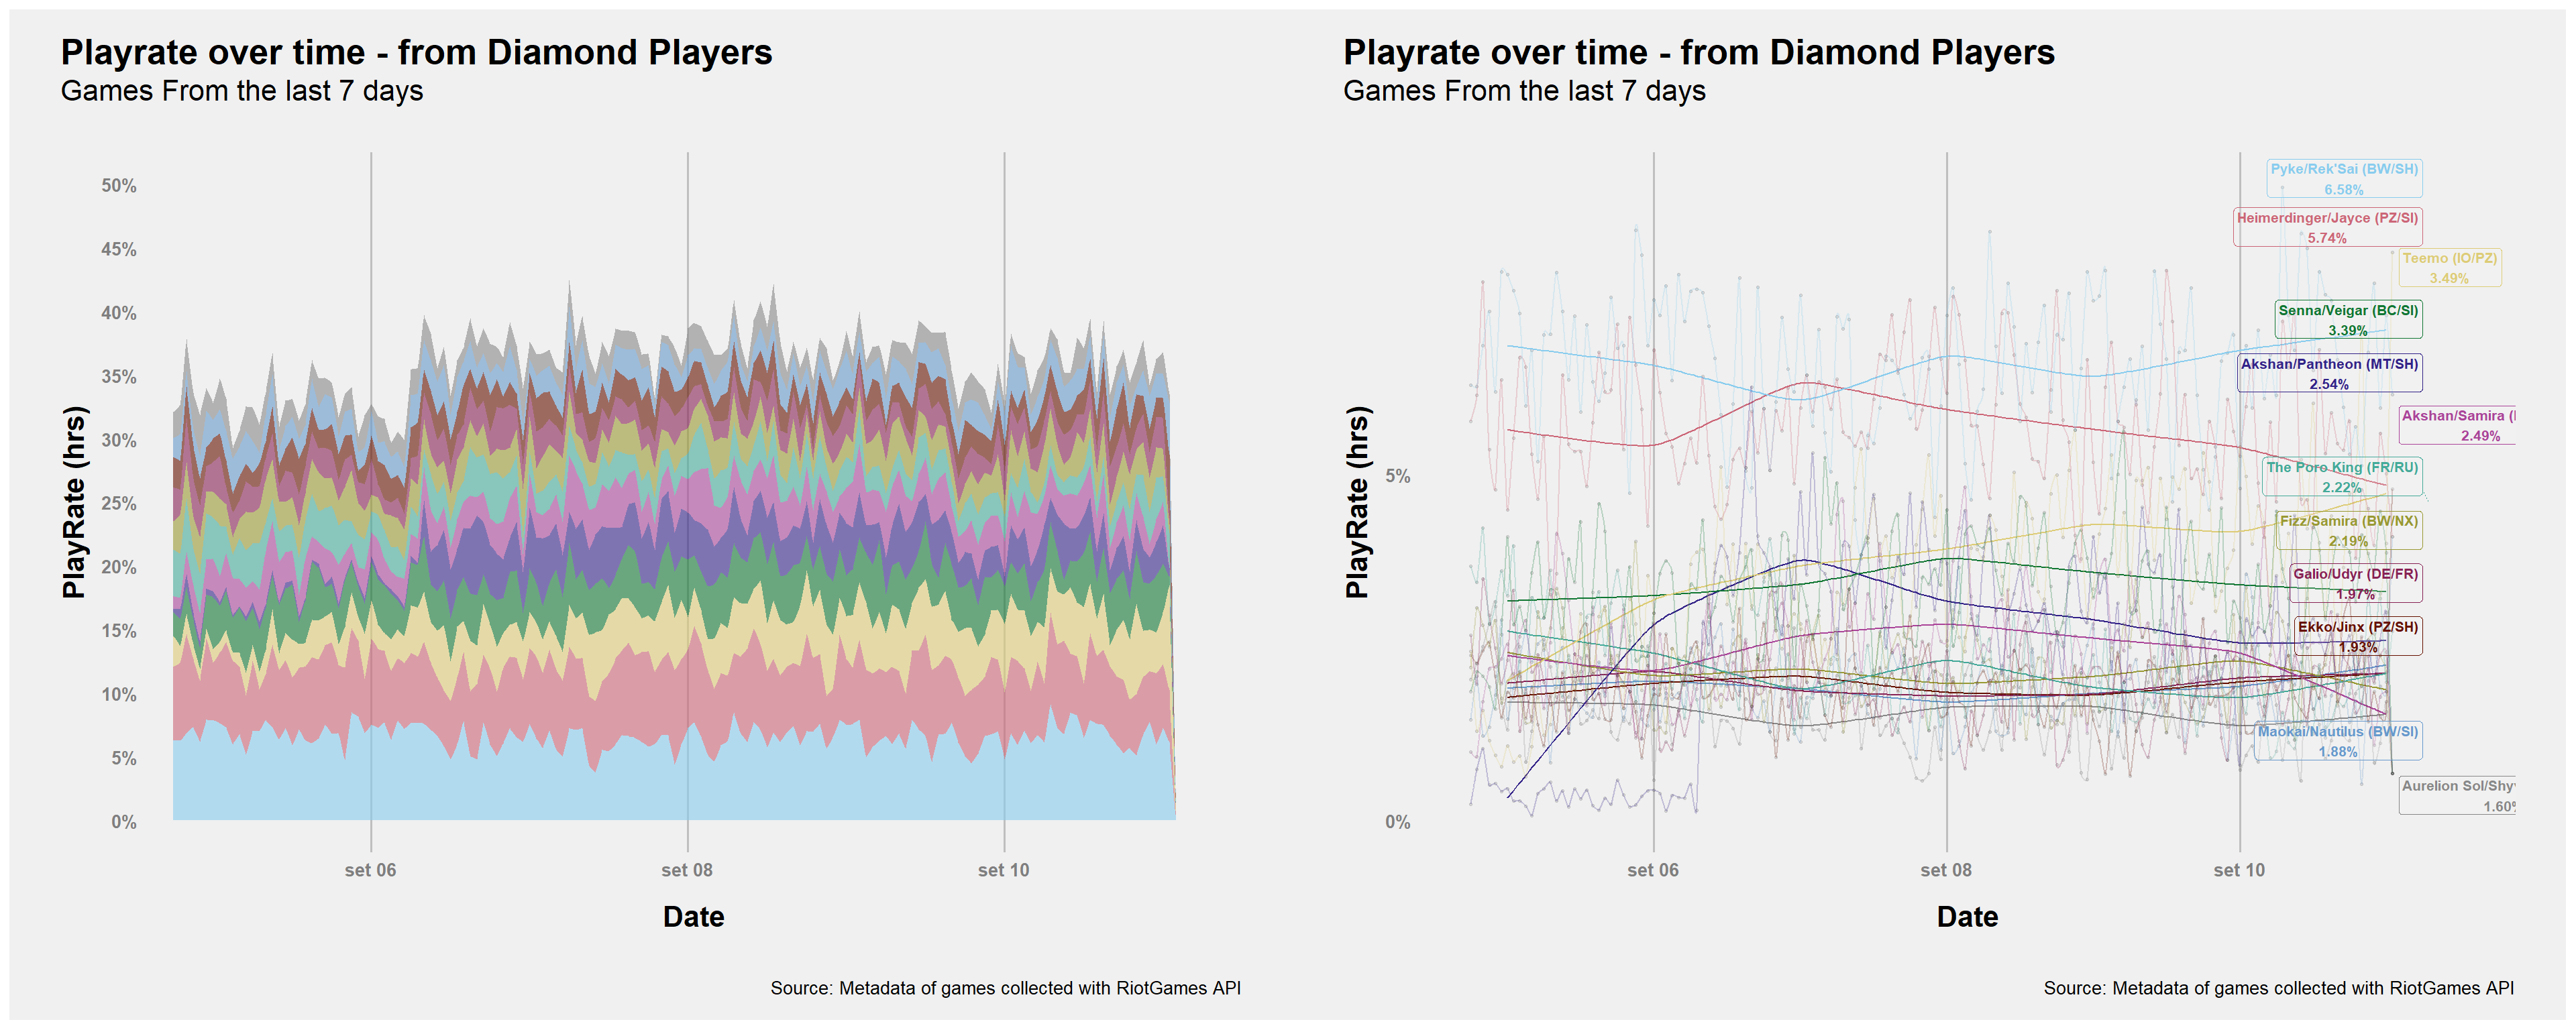 Playrate over time - from Diamond Players
Games From the last 7 days
PlayRate (hrs)
50%
45%
40%
35%
30%
25%
20%
15%
10%
5%
0%
set 06
set 08
set 10
Date
Source: Metadata of games collected with RiotGames API
Playrate over time - from Diamond Players
Games From the last 7 days
PlayRate (hrs)
5%
0%
Pyke/Rek'Sai (BW/SH)
6.58%
Heimerdinger/Jayce (PZ/SI)
5.74%
Teemo (IO/PZ)
3.49%
Senna/Veigar (BC/SI)
3.39%
Akshan/Pantheon (MT/SH)
2.54%
Akshan/Samira (
2.49%
The Poro King (FR/RU)
2.22%
Fizz/Samira (BW/NX)
2.19%
Galio/Udyr (DE/FR)
1.97%
Ekko/Jinx (PZ/SH)
1.93%
Maokai/Nautilus (BW/SI)
1.88%
Aurelion Sol/Shy
1.60%
set 06
set 08
set 10
Date
Source: Metadata of games collected with RiotGames API